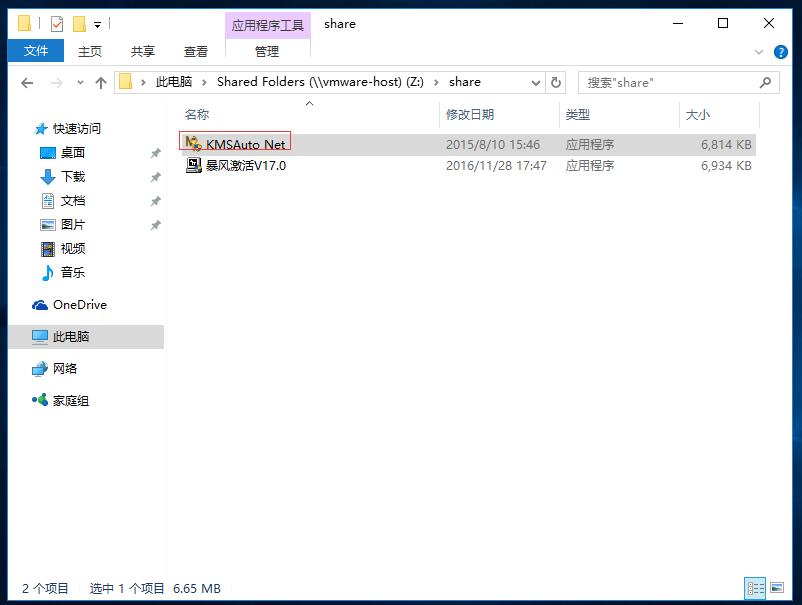 应用程序工具 share
文件 主页 共享 查看 管理
此电脑 Shared Folders (\\vmware-host) (Z:) share 搜索"share"
名称 修改日期 类型 大小
KMSAuto Net 2015/8/10 15:46 应用程序 6,814 KB
暴风激活V17.0 2016/11/28 17:47 应用程序 6,934 KB
快速访问
桌面
下载
文档
图片
视频
音乐
OneDrive
此电脑
网络
家庭组
2 个项目 选中 1 个项目 6.65 MB